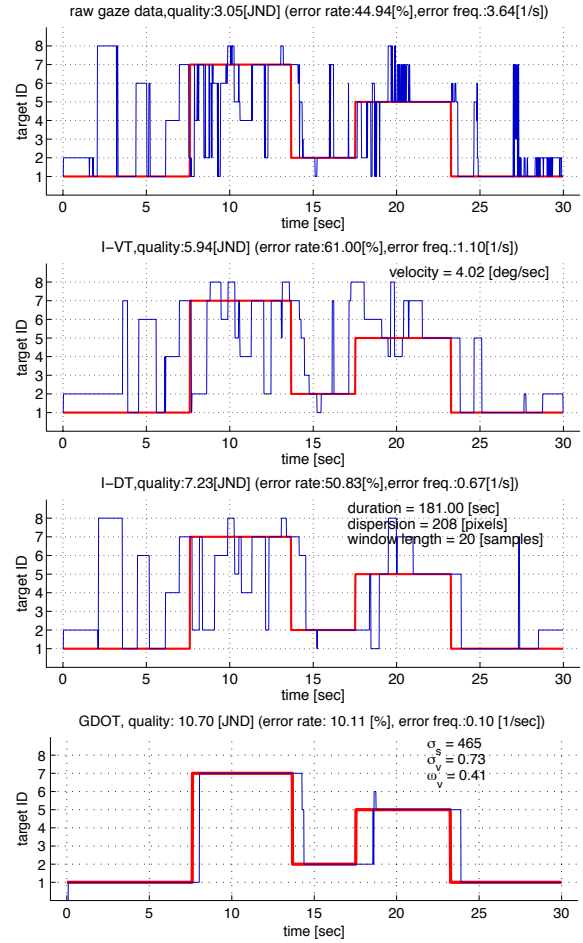 raw gaze data,quality:3.05[JND] (error rate:44.94[%],error freq.:3.64[1/s])
8
7
6
5
4
3
2
1
target ID
0 5 10 15 20 25 30
time [sec]
I-VT,quality:5.94[JND] (error rate:61.00[%],error freq.:1.10[1/s])
velocity = 4.02 [deg/sec]
8
7
6
5
4
3
2
1
target ID
0 5 10 15 20 25 30
time [sec]
I-DT,quality:7.23[JND] (error rate:50.83[%],error freq.:0.67[1/s])
duration = 181.00 [sec]
dispersion = 208 [pixels]
window length = 20 [samples]
8
7
6
5
4
3
2
1
target ID
0 5 10 15 20 25 30
time [sec]
GDOT, quality: 10.70 [JND] (error rate: 10.11 [%], error freq.:0.10 [1/sec])
σs = 465
σv = 0.73
ωv = 0.41
8
7
6
5
4
3
2
1
target ID
0 5 10 15 20 25 30
time [sec]